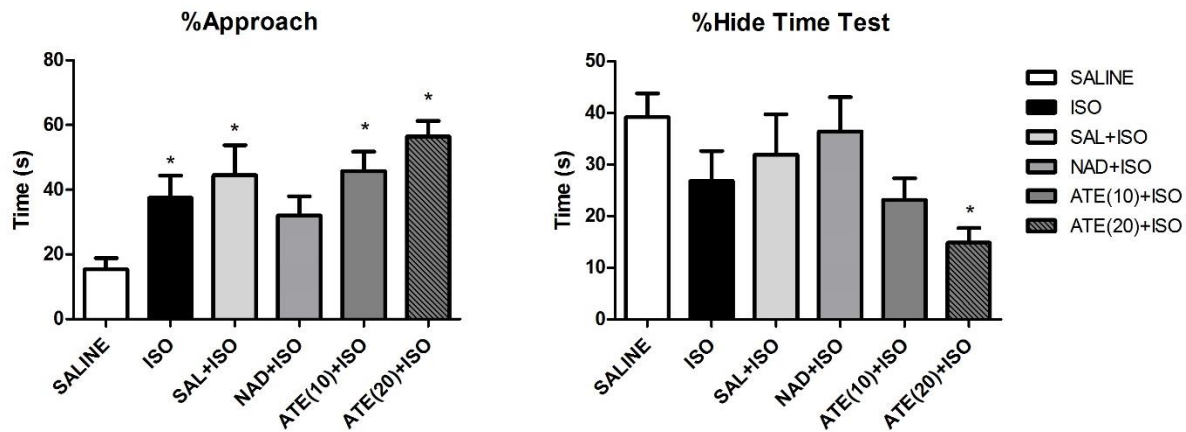 %Approach
Time (s)
80
60
40
20
0
*
*
*
*
SALINE
ISO
SAL+ISO
NAD+ISO
ATE(10)+ISO
ATE(20)+ISO
%Hide Time Test
Time (s)
50
40
30
20
10
0
*
SALINE
ISO
SAL+ISO
NAD+ISO
ATE(10)+ISO
ATE(20)+ISO
SALINE
ISO
SAL+ISO
NAD+ISO
ATE(10)+ISO
ATE(20)+ISO